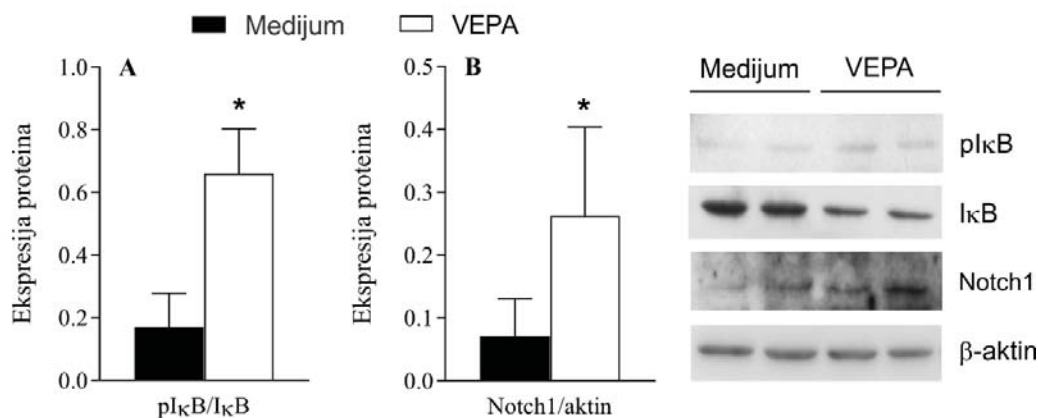 Medijum VEPA
A
1.0
0.8
0.6
0.4
0.2
0.0
Ekspresija proteina
*
pIκB/IκB
B
0.5
0.4
0.3
0.2
0.1
0.0
Ekspresija proteina
*
Notch1/aktin
Medijum VEPA
pIκB
IκB
Notch1
β-aktin